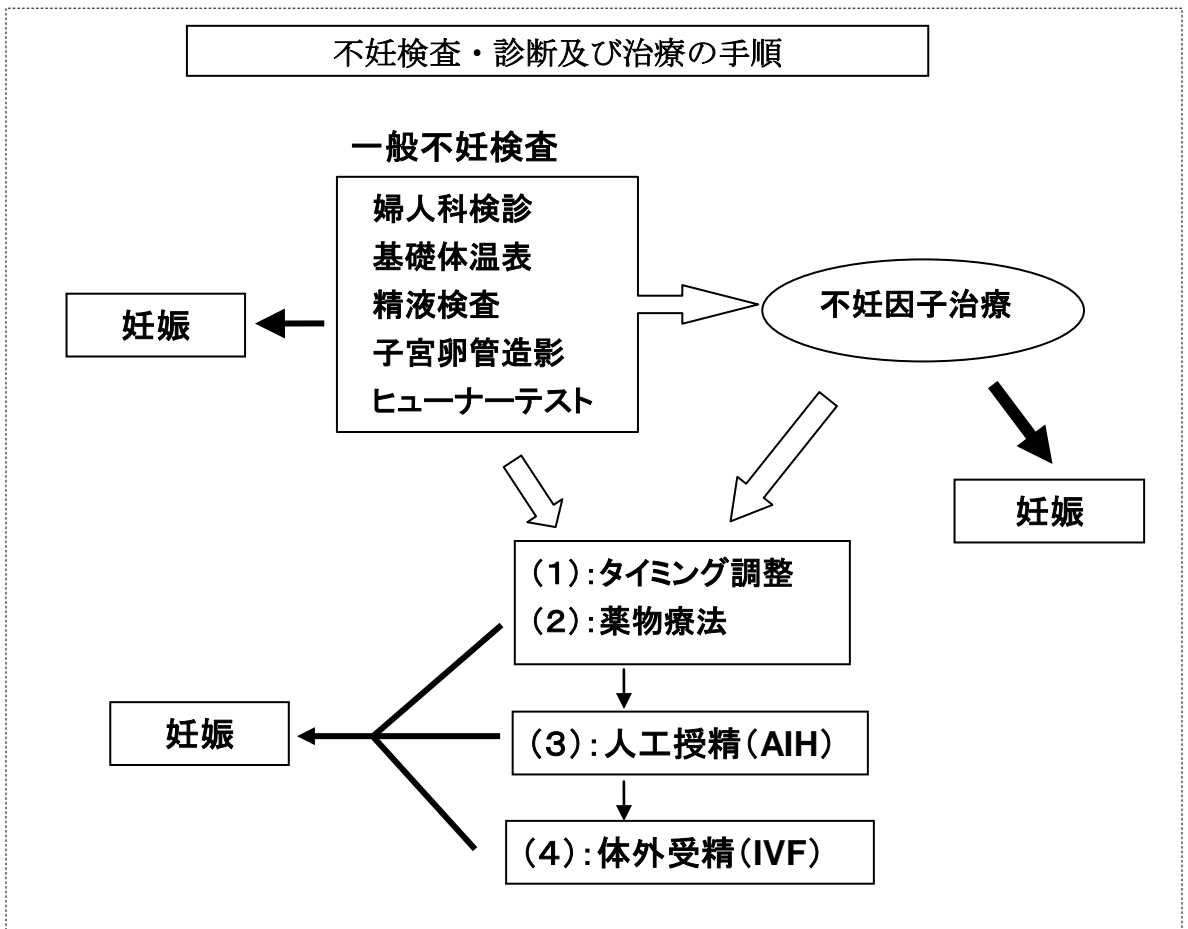 不妊検査・診断及び治療の手順
一般不妊検査
婦人科検診
基礎体温表
精液検査
子宮卵管造影
ヒューナーテスト
妊娠
不妊因子治療
妊娠
(1):タイミング調整
(2):薬物療法
妊娠
(3):人工授精(AIH)
(4):体外受精(IVF)